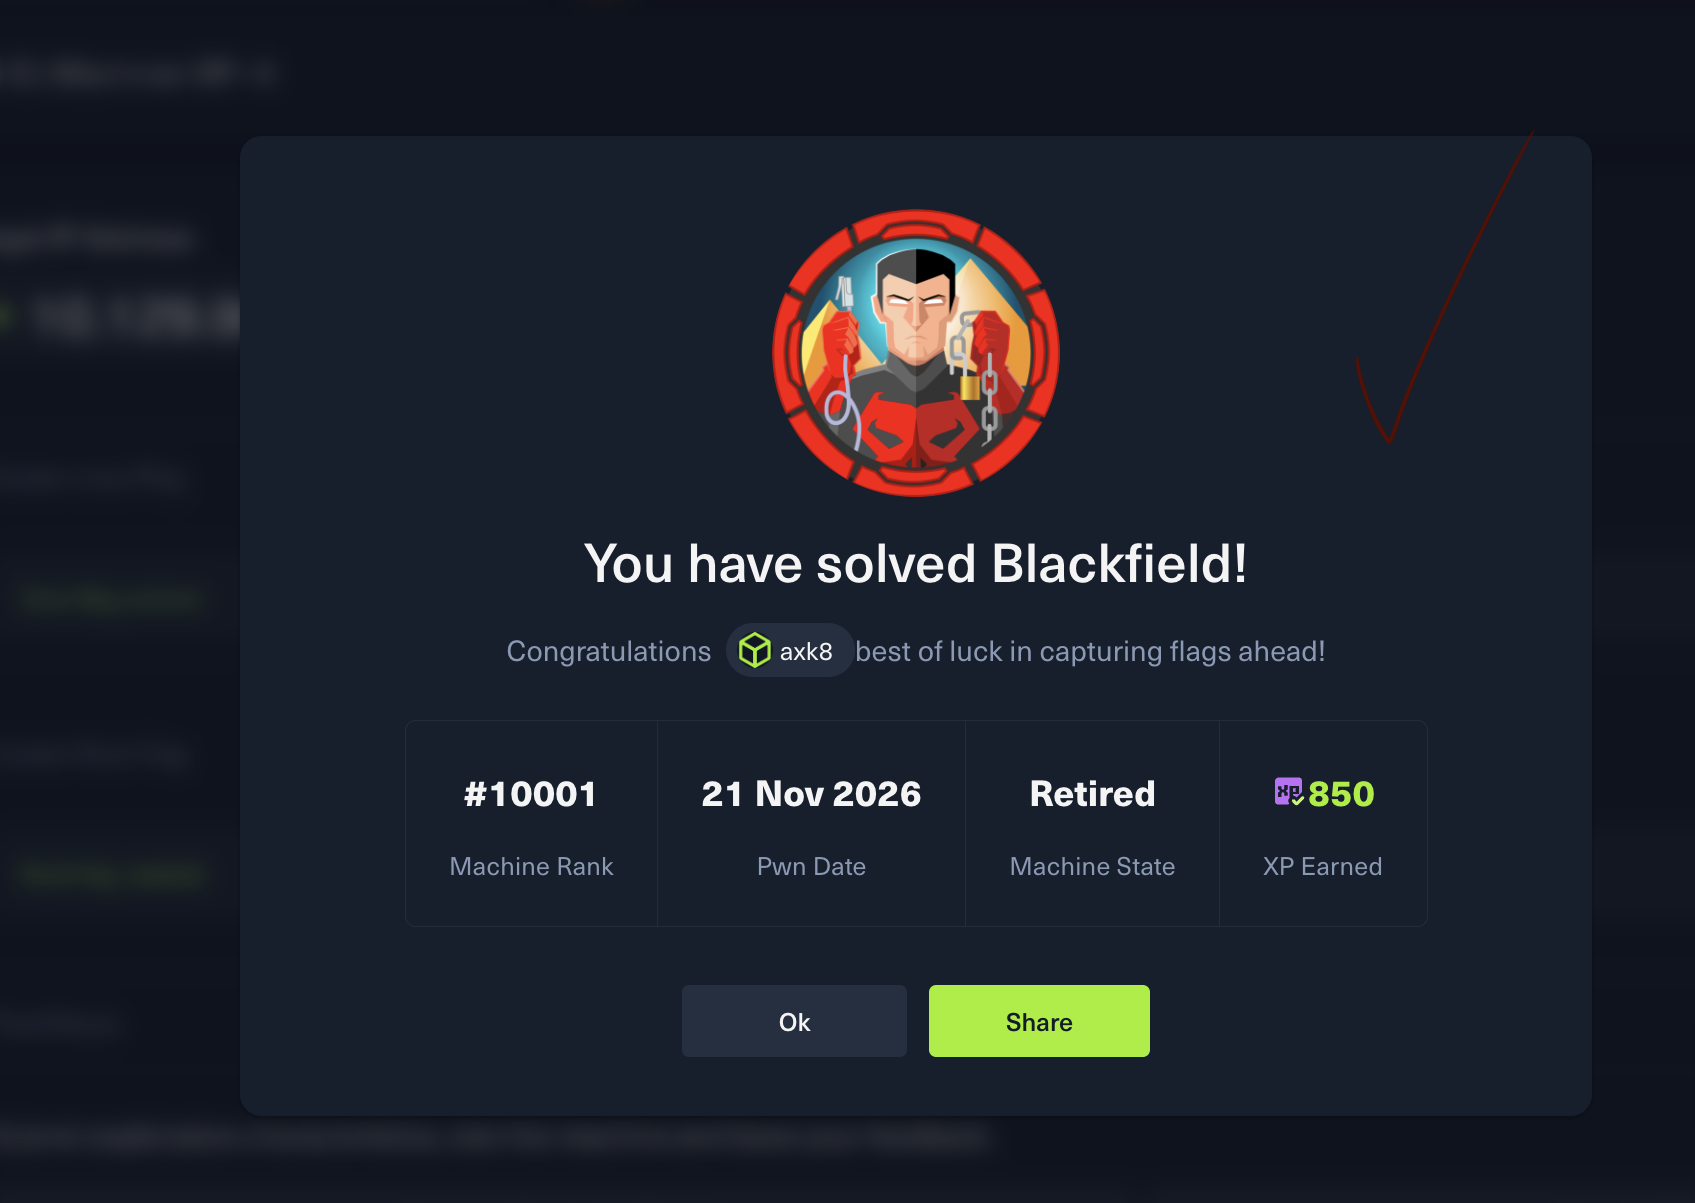 You have solved Blackfield!
Congratulations axk8 best of luck in capturing flags ahead!
#10001 21 Nov 2026 Retired XP 850
Machine Rank Pwn Date Machine State XP Earned
Ok Share